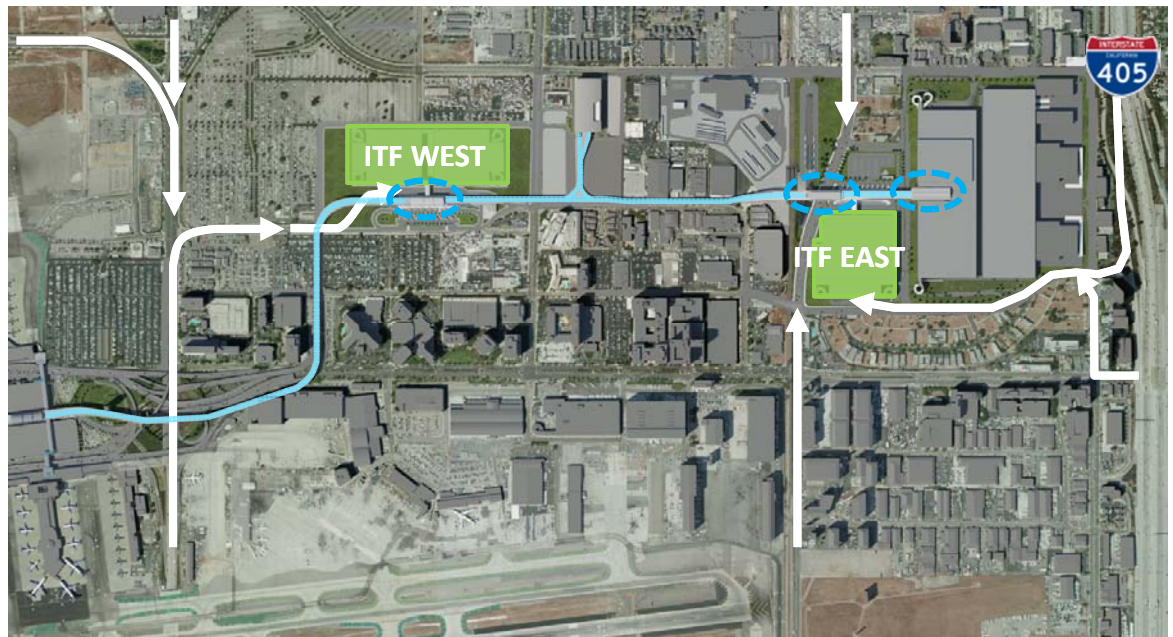 INTERSTATE
CALIFORNIA
405
ITF WEST
ITF EAST